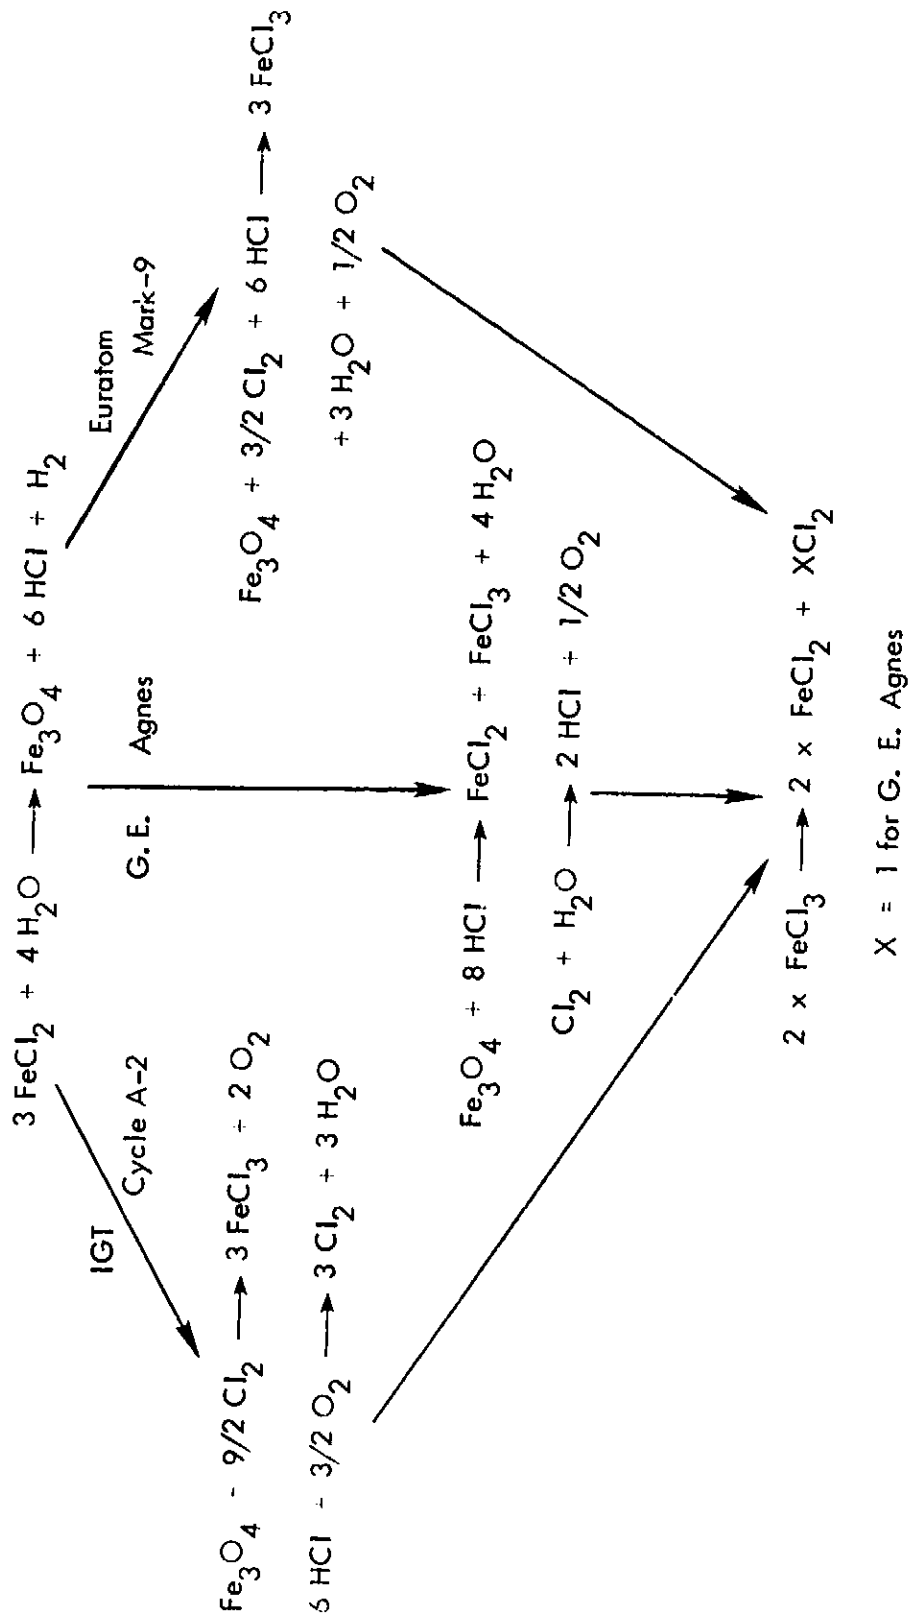 3 FeCl2 + 4 H2O → Fe3O4 + 6 HCl + H2
IGT
Cycle A-2
Fe3O4 - 9/2 Cl2 → 3 FeCl3 + 2 O2
6 HCl - 3/2 O2 → 3 Cl2 + 3 H2O
G. E. Agnes
Fe3O4 + 8 HCl → FeCl2 + FeCl3 + 4 H2O
Cl2 + H2O → 2 HCl + 1/2 O2
Euratom
Mark-9
Fe3O4 + 3/2 Cl2 + 6 HCl → 3 FeCl3
+ 3 H2O + 1/2 O2
2 x FeCl3 → 2 x FeCl2 + XCl2
X = 1 for G. E. Agnes